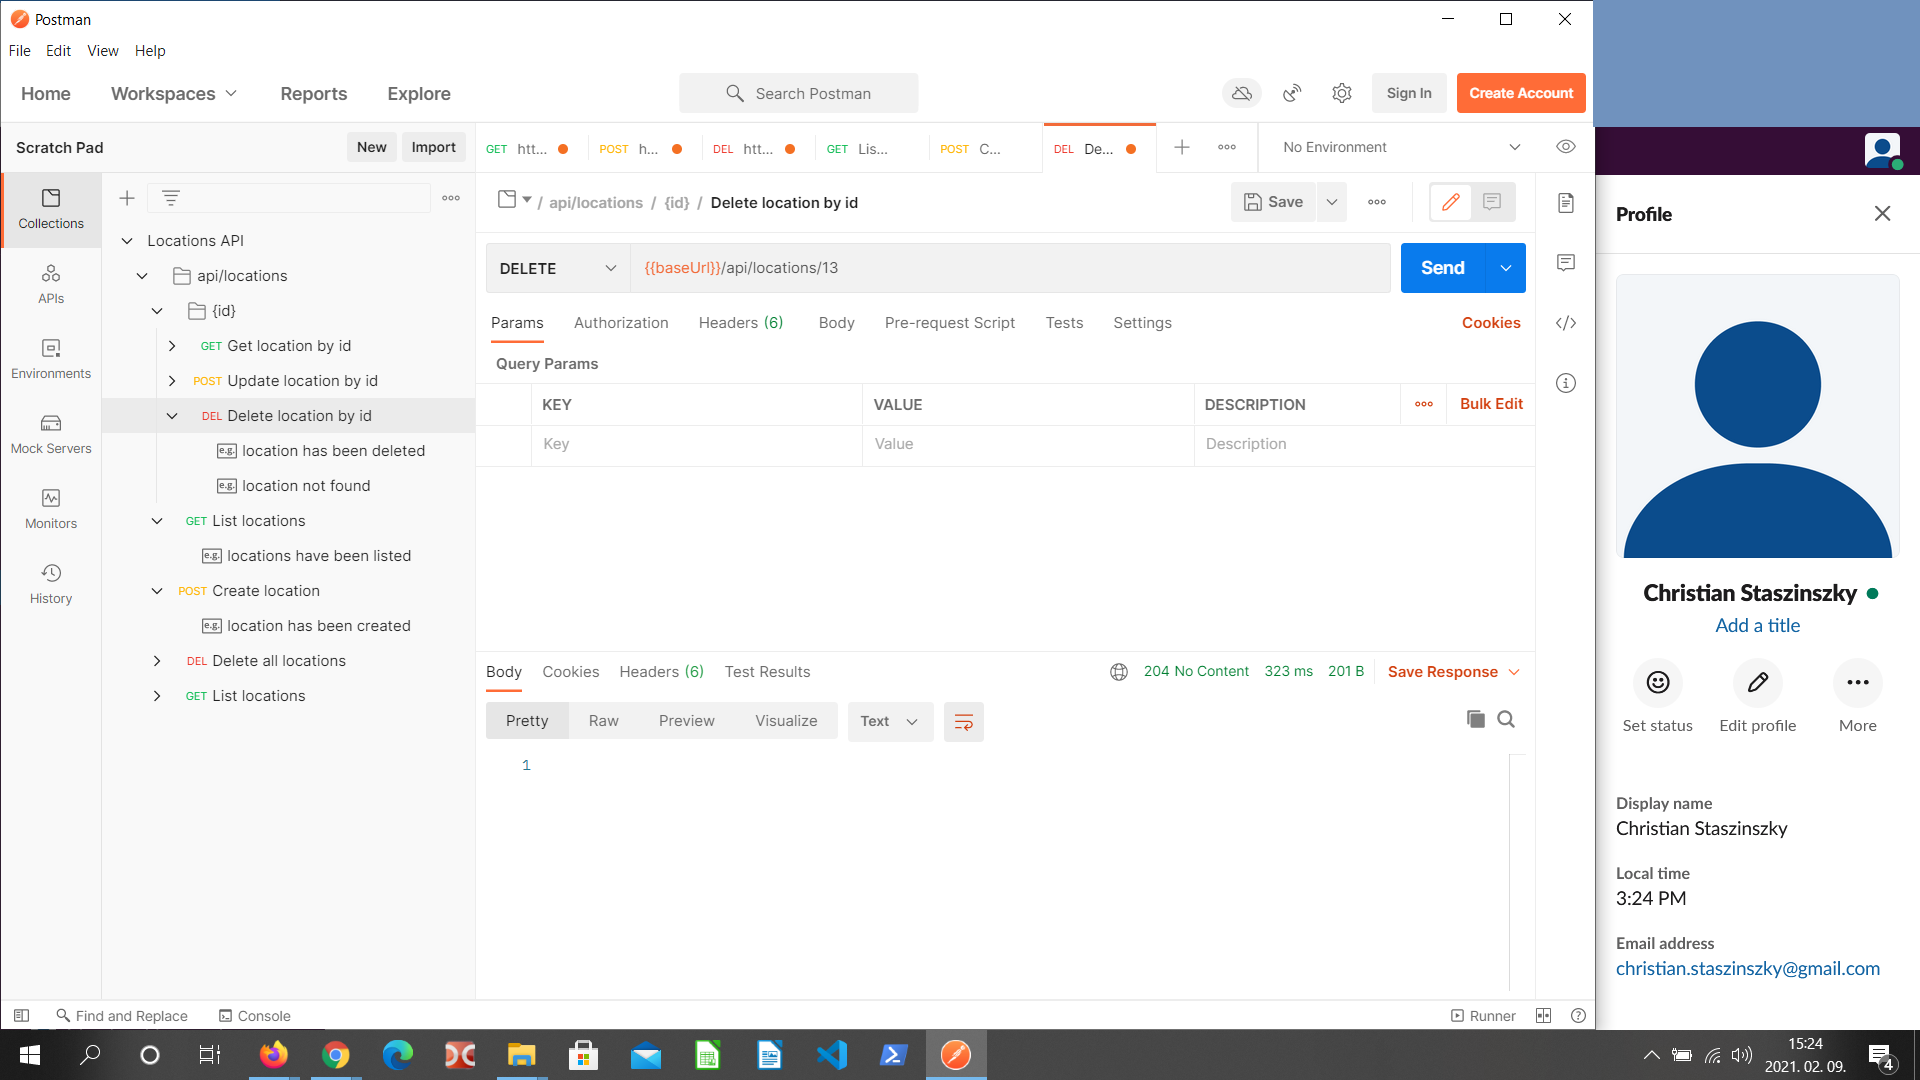 Postman
File Edit View Help
Home Workspaces Reports Explore
Search Postman
Sign In Create Account
Scratch Pad New Import
GET htt... POST h... DEL htt... GET Lis... POST C... DEL De...
No Environment
Collections
APIs
Environments
Mock Servers
Monitors
History
Locations API
api/locations
{id}
GET Get location by id
POST Update location by id
DEL Delete location by id
e.g. location has been deleted
e.g. location not found
GET List locations
e.g. locations have been listed
POST Create location
e.g. location has been created
DEL Delete all locations
GET List locations
/ api/locations / {id} / Delete location by id
Save
DELETE {{baseUrl}}/api/locations/13
Send
Params Authorization Headers (6) Body Pre-request Script Tests Settings Cookies
Query Params
KEY VALUE DESCRIPTION Bulk Edit
Key Value Description
Body Cookies Headers (6) Test Results
204 No Content 323 ms 201 B Save Response
Pretty Raw Preview Visualize Text
1
Find and Replace Console
Runner
Profile
Christian Staszinszky
Add a title
Set status Edit profile More
Display name
Christian Staszinszky
Local time
3:24 PM
Email address
christian.staszinszky@gmail.com
15:24
2021. 02. 09.
4